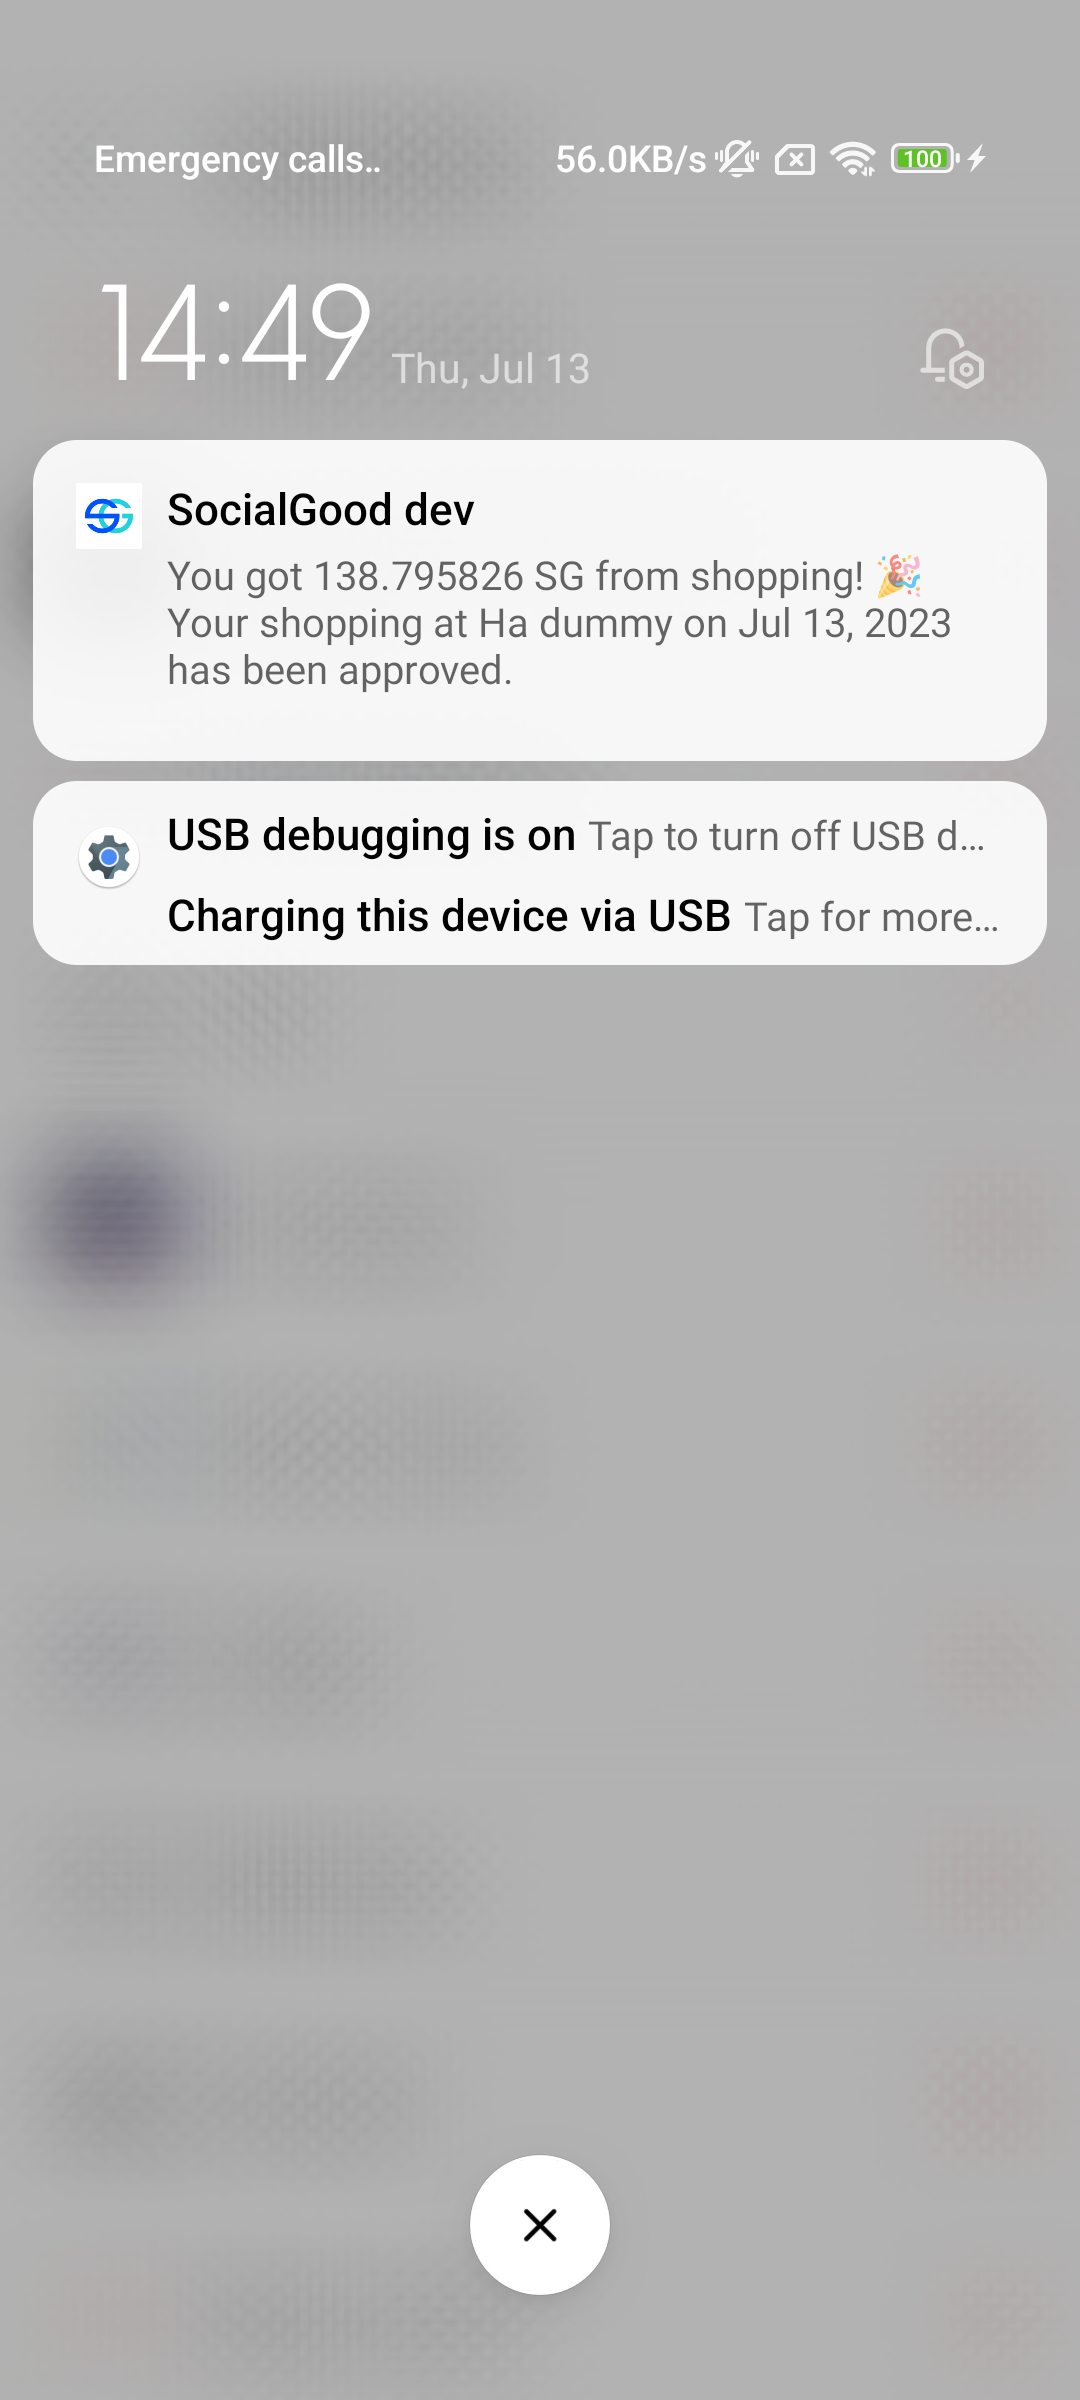 Emergency calls..
56.0KB/s
100
14:49 Thu, Jul 13
SocialGood dev
You got 138.795826 SG from shopping! 🎉
Your shopping at Ha dummy on Jul 13, 2023
has been approved.
USB debugging is on Tap to turn off USB d...
Charging this device via USB Tap for more...